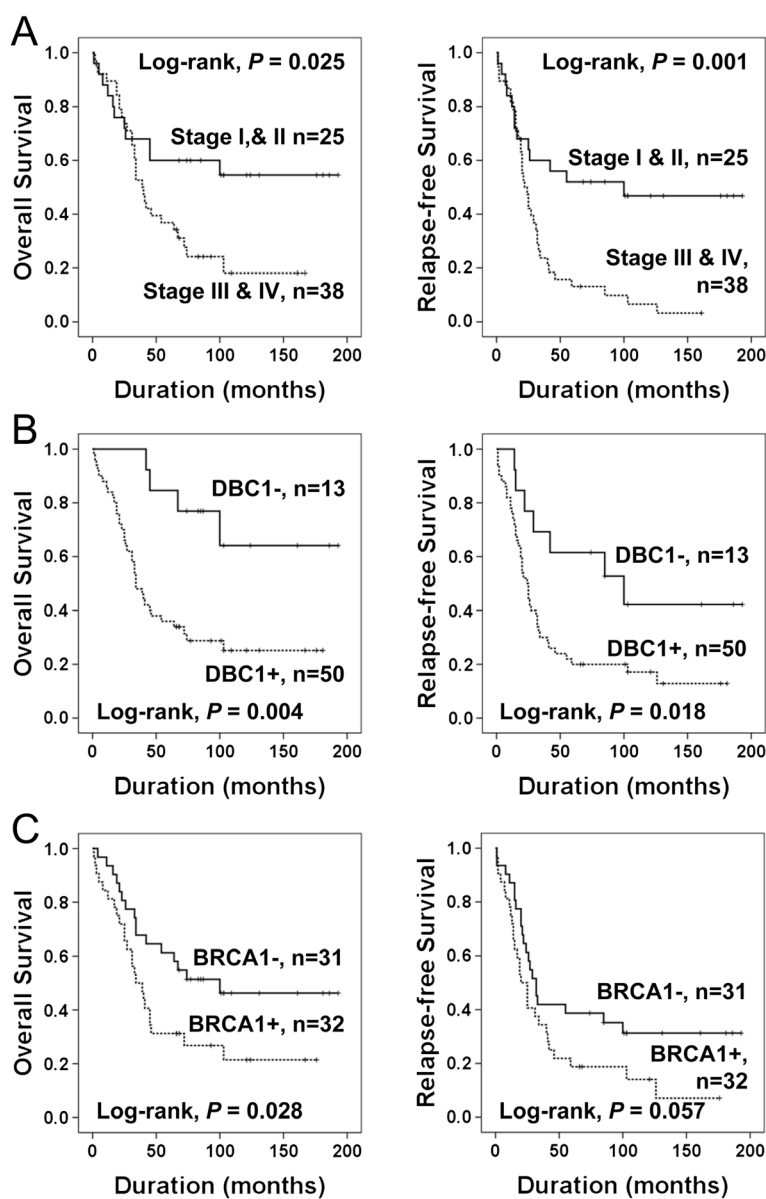 A
Overall Survival
1.0
0.8
0.6
0.4
0.2
0.0
Log-rank, P = 0.025
Stage I,& II n=25
Stage III & IV, n=38
0 50 100 150 200
Duration (months)
Relapse-free Survival
1.0
0.8
0.6
0.4
0.2
0.0
Log-rank, P = 0.001
Stage I & II, n=25
Stage III & IV,
n=38
0 50 100 150 200
Duration (months)
B
Overall Survival
1.0
0.8
0.6
0.4
0.2
0.0
DBC1-, n=13
DBC1+, n=50
Log-rank, P = 0.004
0 50 100 150 200
Duration (months)
Relapse-free Survival
1.0
0.8
0.6
0.4
0.2
0.0
DBC1-, n=13
DBC1+, n=50
Log-rank, P = 0.018
0 50 100 150 200
Duration (months)
C
Overall Survival
1.0
0.8
0.6
0.4
0.2
0.0
BRCA1-, n=31
BRCA1+, n=32
Log-rank, P = 0.028
0 50 100 150 200
Duration (months)
Relapse-free Survival
1.0
0.8
0.6
0.4
0.2
0.0
BRCA1-, n=31
BRCA1+,
n=32
Log-rank, P = 0.057
0 50 100 150 200
Duration (months)